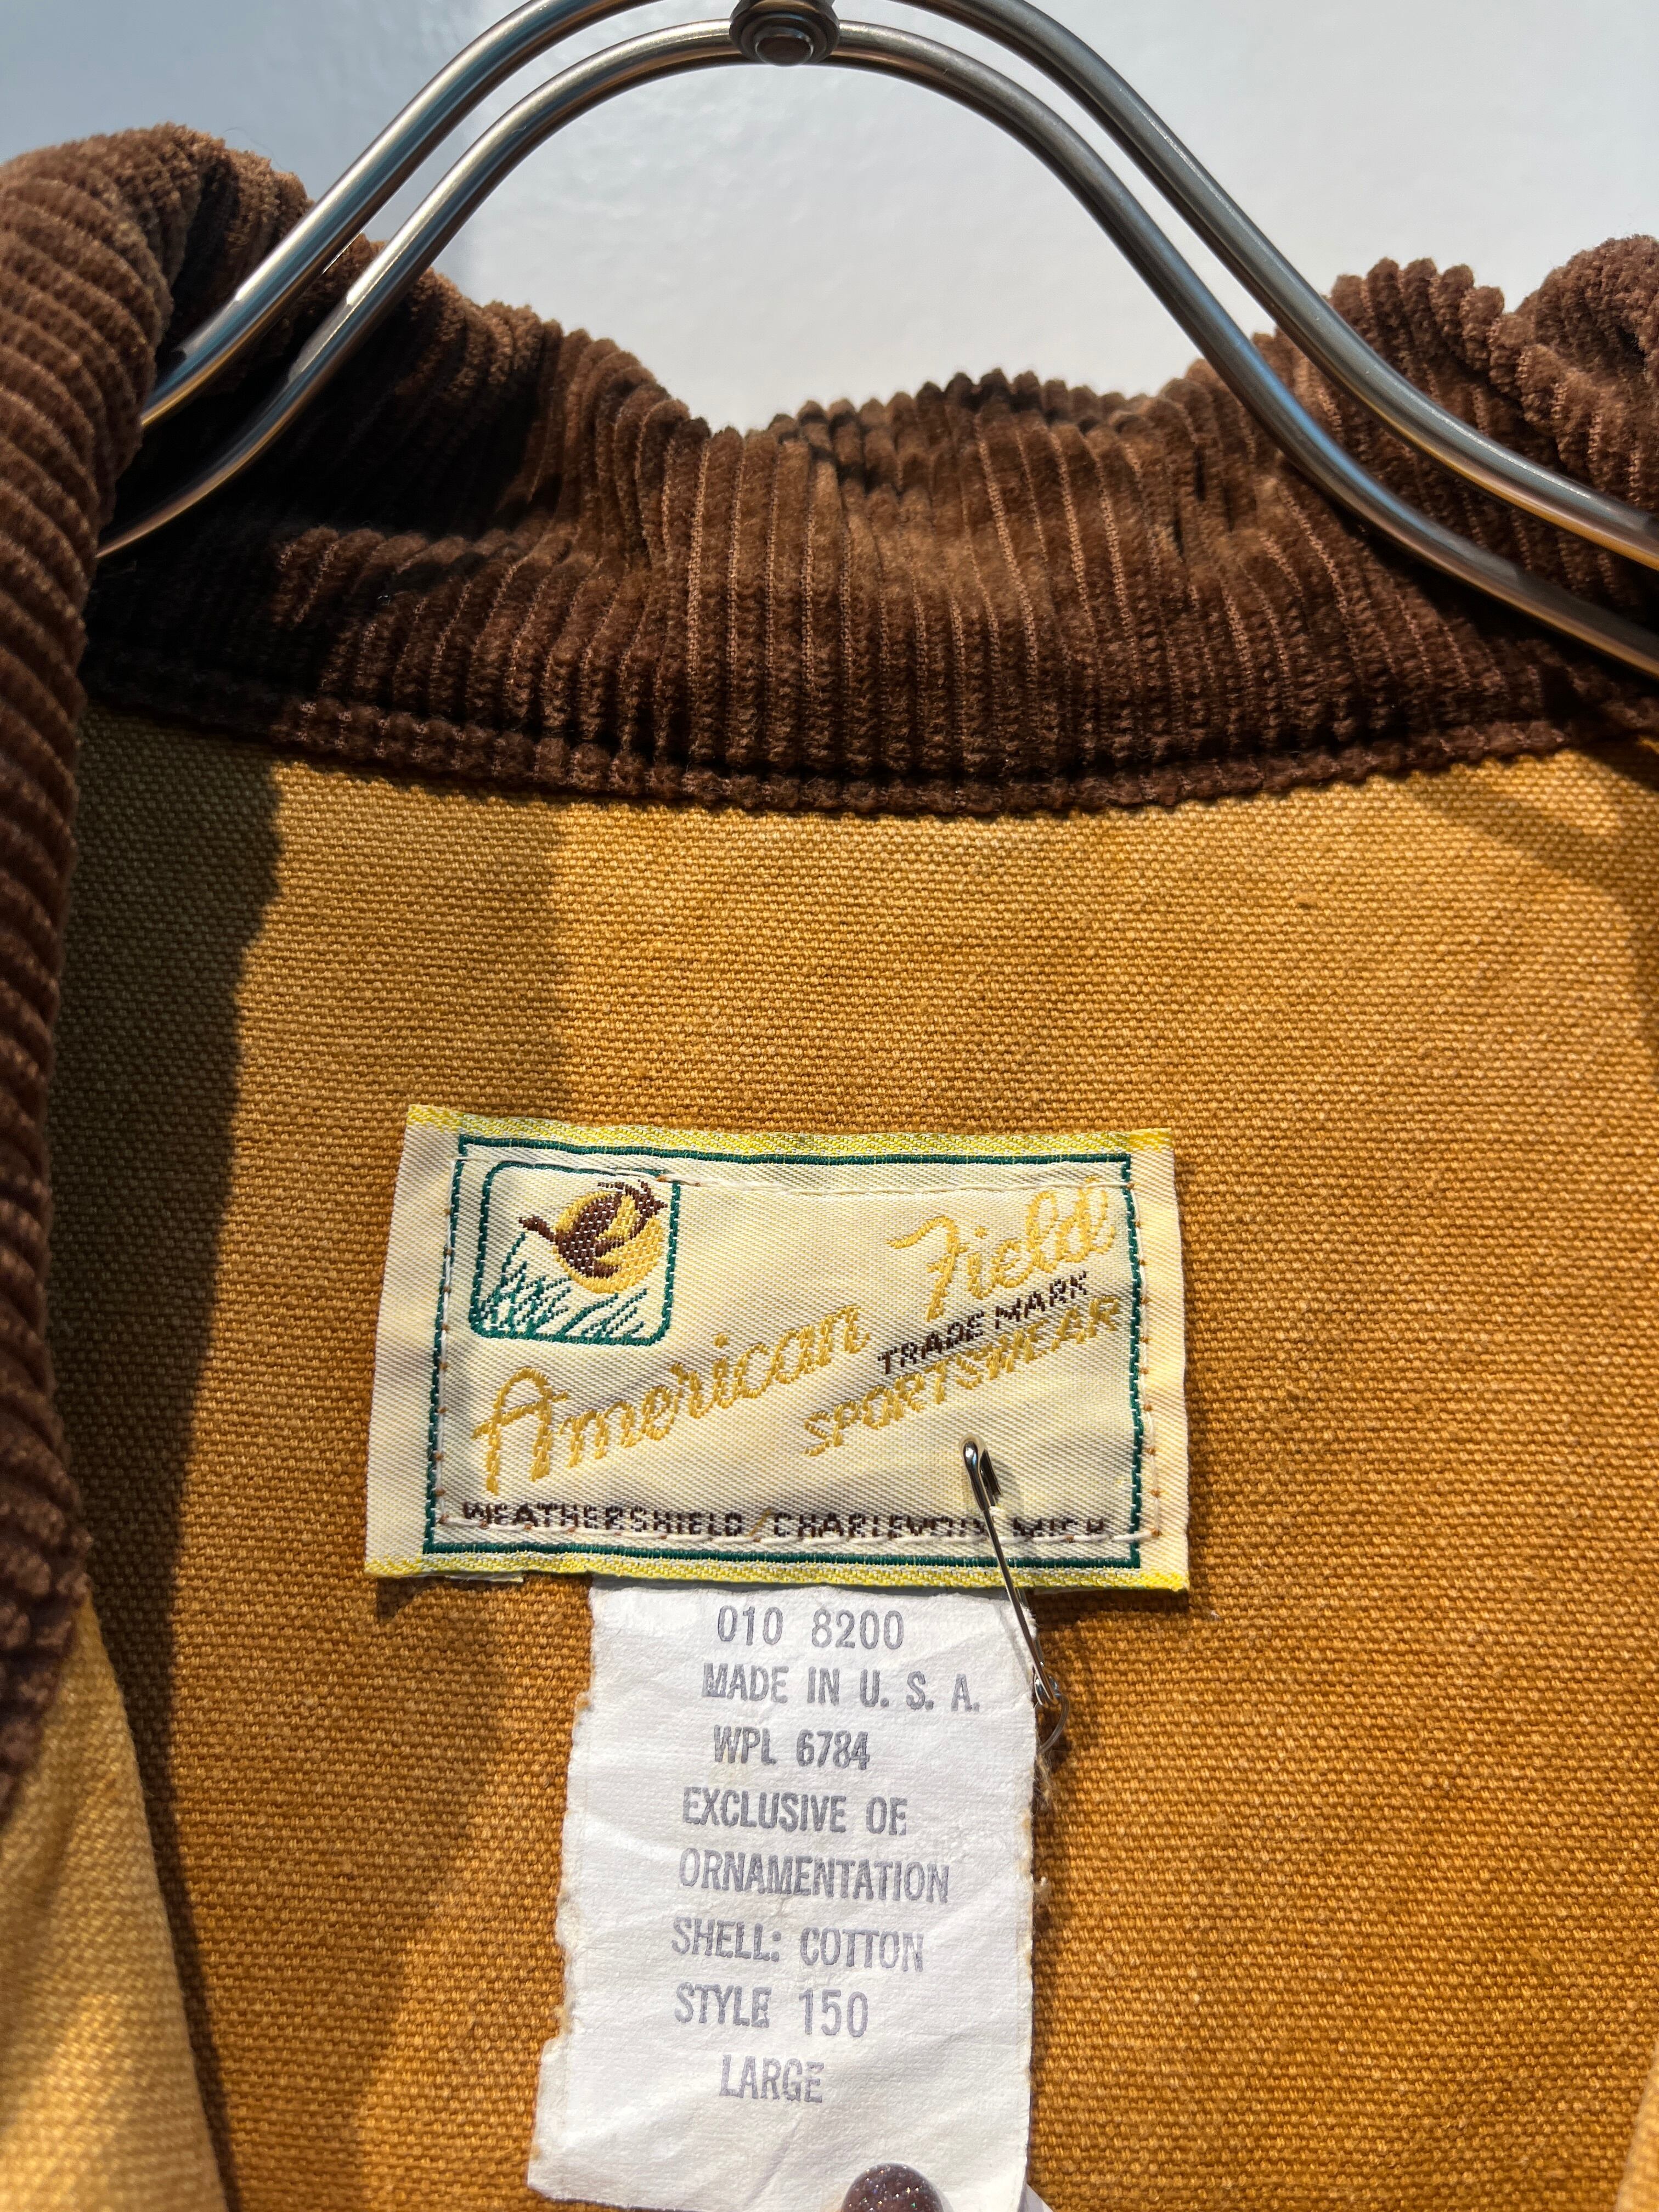 American Field
TRADE MARK
SPORTSWEAR
WEATHERSHIELD / CHARLEVOIX, MICH.
010 8200
MADE IN U. S. A.
WPL 6784
EXCLUSIVE OF
ORNAMENTATION
SHELL: COTTON
STYLE 150
LARGE